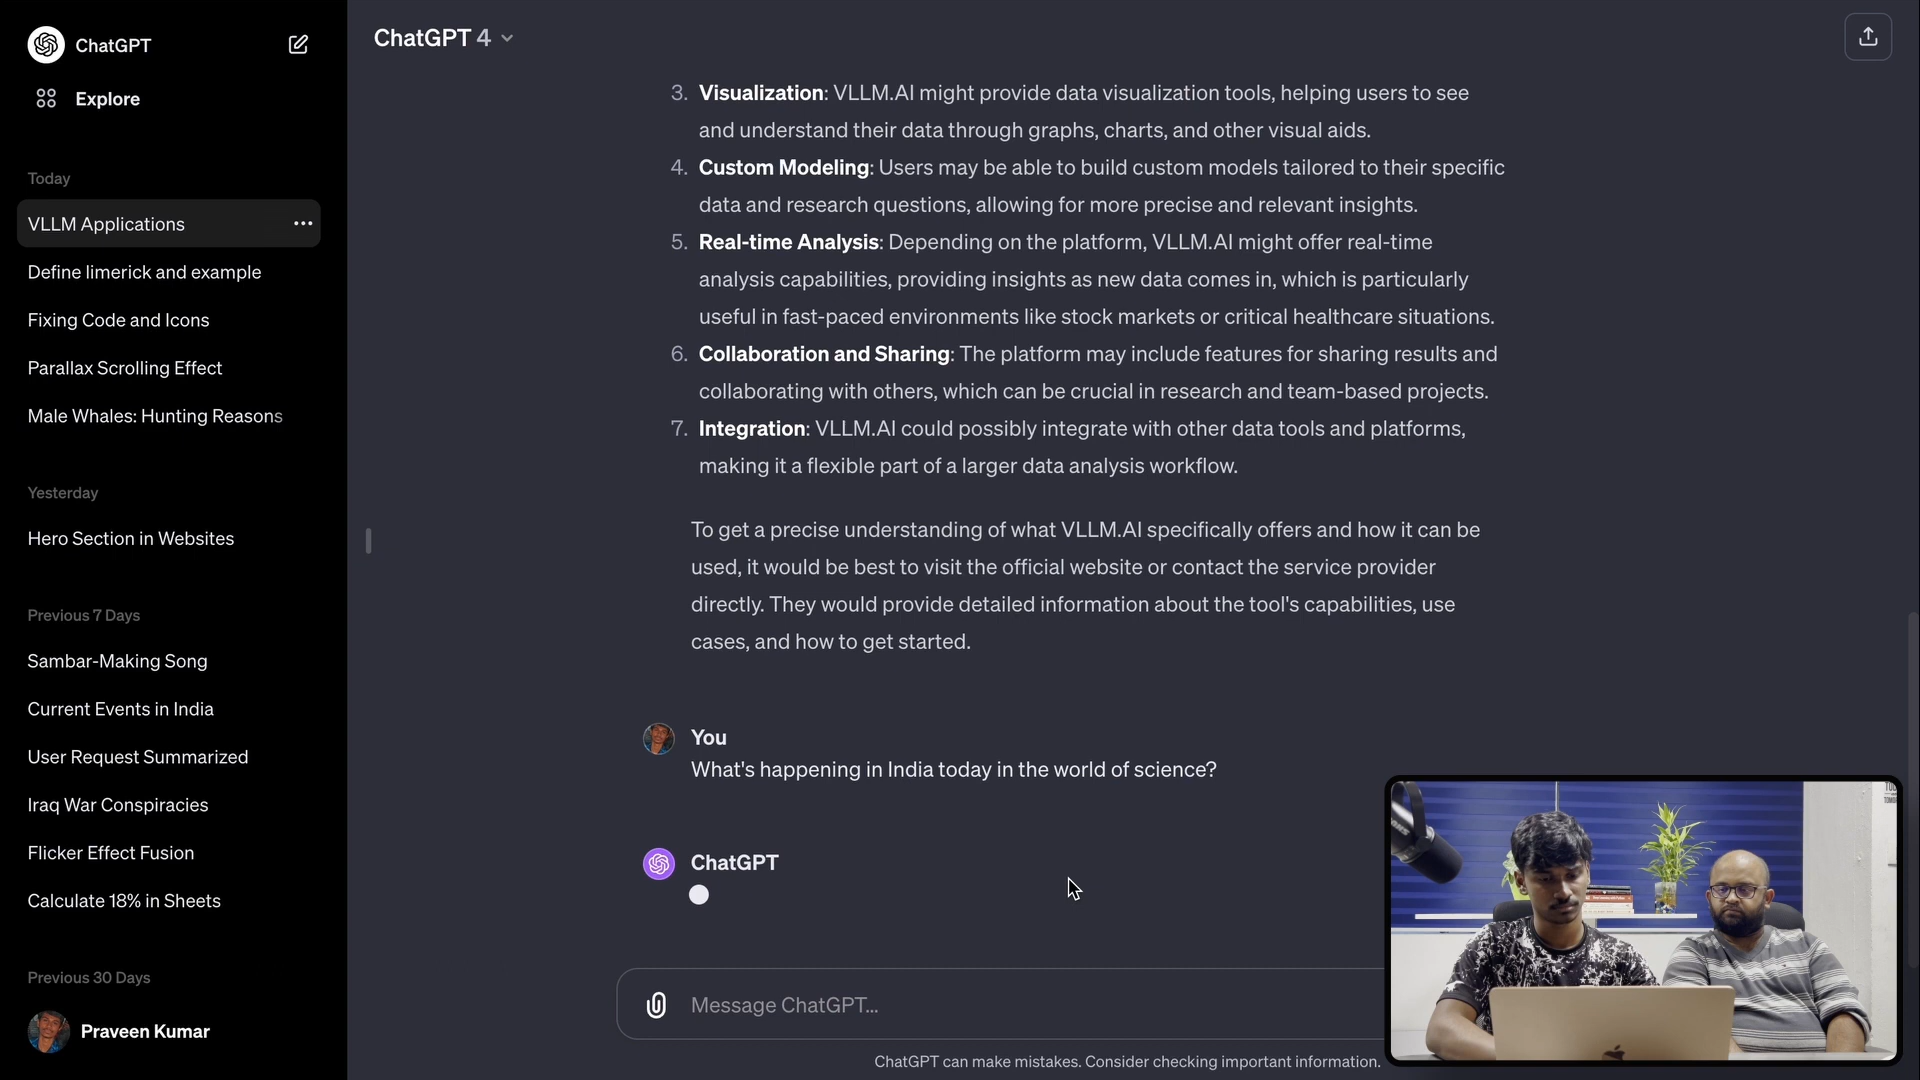 ChatGPT
Explore
Today
VLLM Applications
Define limerick and example
Fixing Code and Icons
Parallax Scrolling Effect
Male Whales: Hunting Reasons
Yesterday
Hero Section in Websites
Previous 7 Days
Sambar-Making Song
Current Events in India
User Request Summarized
Iraq War Conspiracies
Flicker Effect Fusion
Calculate 18% in Sheets
Previous 30 Days
Praveen Kumar
ChatGPT 4
3. Visualization: VLLM.AI might provide data visualization tools, helping users to see
and understand their data through graphs, charts, and other visual aids.
4. Custom Modeling: Users may be able to build custom models tailored to their specific
data and research questions, allowing for more precise and relevant insights.
5. Real-time Analysis: Depending on the platform, VLLM.AI might offer real-time
analysis capabilities, providing insights as new data comes in, which is particularly
useful in fast-paced environments like stock markets or critical healthcare situations.
6. Collaboration and Sharing: The platform may include features for sharing results and
collaborating with others, which can be crucial in research and team-based projects.
7. Integration: VLLM.AI could possibly integrate with other data tools and platforms,
making it a flexible part of a larger data analysis workflow.
To get a precise understanding of what VLLM.AI specifically offers and how it can be
used, it would be best to visit the official website or contact the service provider
directly. They would provide detailed information about the tool's capabilities, use
cases, and how to get started.
You
What's happening in India today in the world of science?
ChatGPT
Message ChatGPT...
ChatGPT can make mistakes. Consider checking important information.